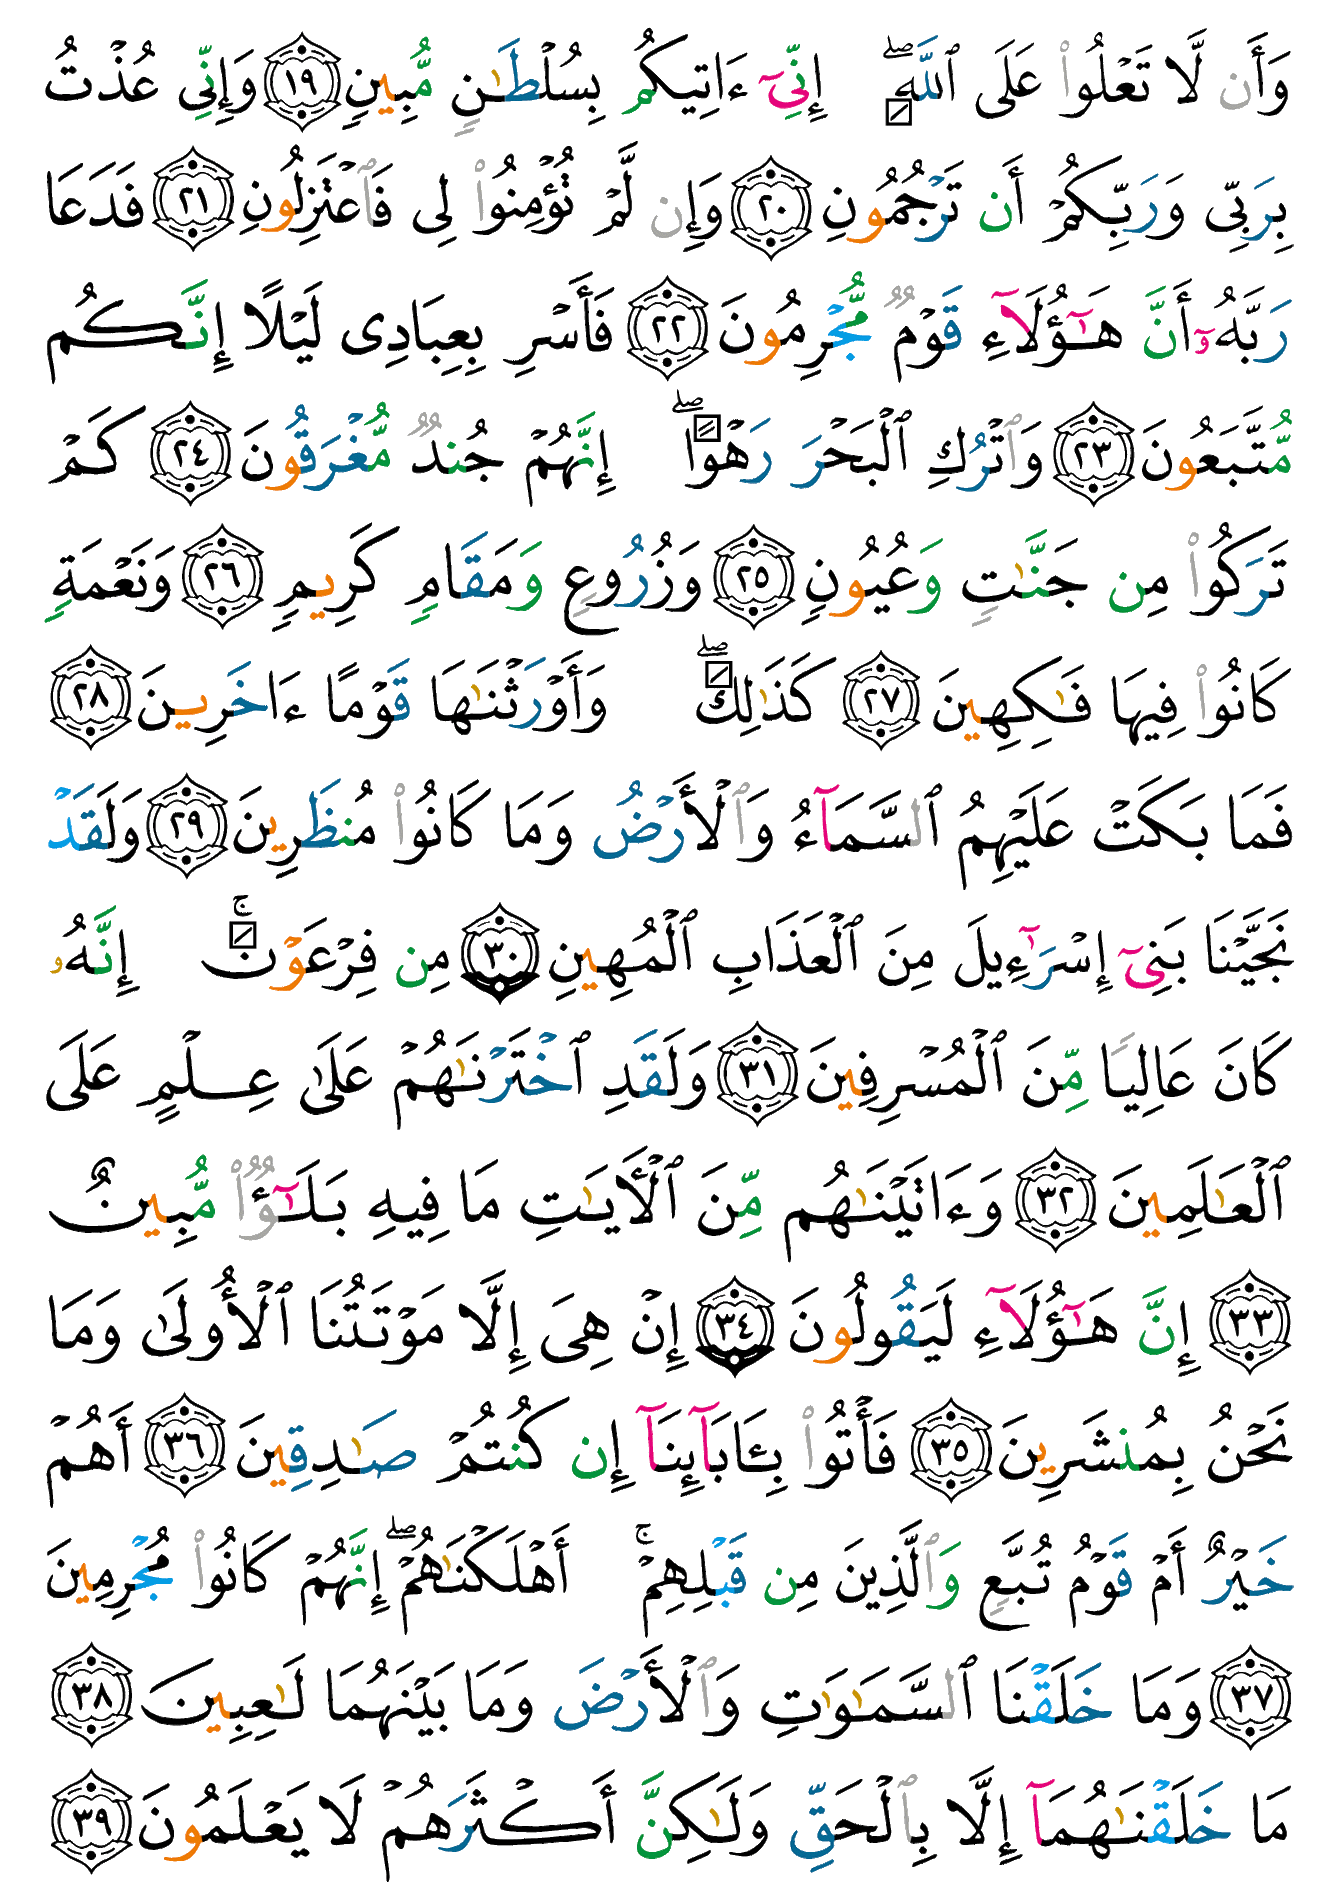 وَأَن لَّا تَعْلُوا۟ عَلَى ٱللَّهِ ۖ إِنِّىٓ ءَاتِيكُم بِسُلْطَـٰنٍ مُّبِينٍ ١٩ وَإِنِّى عُذْتُ
بِرَبِّى وَرَبِّكُمْ أَن تَرْجُمُونِ ٢٠ وَإِن لَّمْ تُؤْمِنُوا۟ لِى فَٱعْتَزِلُونِ ٢١ فَدَعَا
رَبَّهُۥٓ أَنَّ هَـٰٓؤُلَآءِ قَوْمٌ مُّجْرِمُونَ ٢٢ فَأَسْرِ بِعِبَادِى لَيْلًا إِنَّكُم
مُّتَّبَعُونَ ٢٣ وَٱتْرُكِ ٱلْبَحْرَ رَهْوًا ۖ إِنَّهُمْ جُندٌ مُّغْرَقُونَ ٢٤ كَمْ
تَرَكُوا۟ مِن جَنَّـٰتٍ وَعُيُونٍ ٢٥ وَزُرُوعٍ وَمَقَامٍ كَرِيمٍ ٢٦ وَنَعْمَةٍ
كَانُوا۟ فِيهَا فَـٰكِهِينَ ٢٧ كَذَٰلِكَ ۖ وَأَوْرَثْنَـٰهَا قَوْمًا ءَاخَرِينَ ٢٨
فَمَا بَكَتْ عَلَيْهِمُ ٱلسَّمَآءُ وَٱلْأَرْضُ وَمَا كَانُوا۟ مُنظَرِينَ ٢٩ وَلَقَدْ
نَجَّيْنَا بَنِىٓ إِسْرَٰٓءِيلَ مِنَ ٱلْعَذَابِ ٱلْمُهِينِ ٣٠ مِن فِرْعَوْنَ ۚ إِنَّهُۥ
كَانَ عَالِيًا مِّنَ ٱلْمُسْرِفِينَ ٣١ وَلَقَدِ ٱخْتَرْنَـٰهُمْ عَلَىٰ عِلْمٍ عَلَى
ٱلْعَـٰلَمِينَ ٣٢ وَءَاتَيْنَـٰهُم مِّنَ ٱلْـَٔايَـٰتِ مَا فِيهِ بَلَـٰٓؤٌا۟ مُّبِينٌ
٣٣ إِنَّ هَـٰٓؤُلَآءِ لَيَقُولُونَ ٣٤ إِنْ هِىَ إِلَّا مَوْتَتُنَا ٱلْأُولَىٰ وَمَا
نَحْنُ بِمُنشَرِينَ ٣٥ فَأْتُوا۟ بِـَٔابَآئِنَآ إِن كُنتُمْ صَـٰدِقِينَ ٣٦ أَهُمْ
خَيْرٌ أَمْ قَوْمُ تُبَّعٍ وَٱلَّذِينَ مِن قَبْلِهِمْ ۚ أَهْلَكْنَـٰهُمْ ۖ إِنَّهُمْ كَانُوا۟ مُجْرِمِينَ
٣٧ وَمَا خَلَقْنَا ٱلسَّمَـٰوَٰتِ وَٱلْأَرْضَ وَمَا بَيْنَهُمَا لَـٰعِبِينَ ٣٨
مَا خَلَقْنَـٰهُمَآ إِلَّا بِٱلْحَقِّ وَلَـٰكِنَّ أَكْثَرَهُمْ لَا يَعْلَمُونَ ٣٩